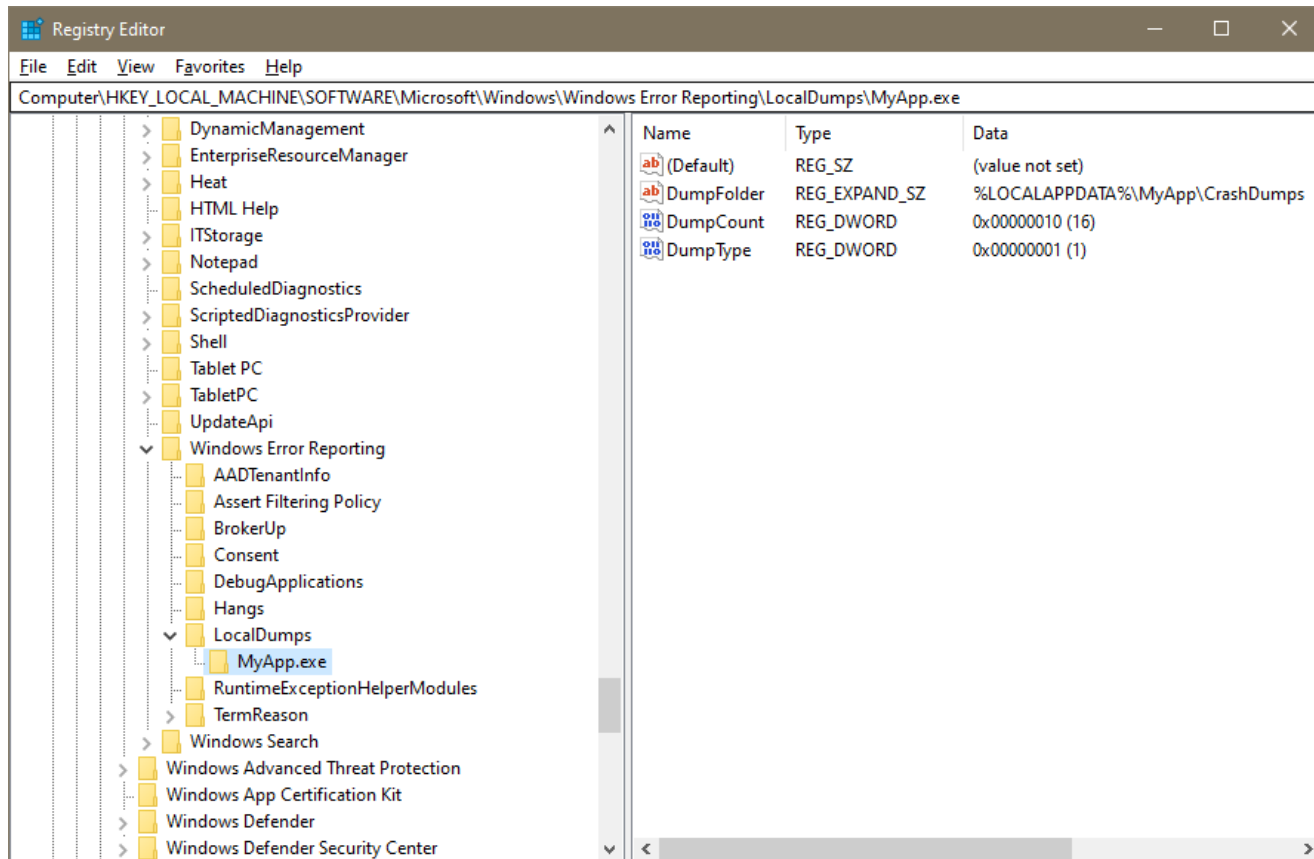 Registry Editor
File Edit View Favorites Help
Computer\HKEY_LOCAL_MACHINE\SOFTWARE\Microsoft\Windows\Windows Error Reporting\LocalDumps\MyApp.exe
DynamicManagement
EnterpriseResourceManager
Heat
HTML Help
ITStorage
Notepad
ScheduledDiagnostics
ScriptedDiagnosticsProvider
Shell
Tablet PC
TabletPC
UpdateApi
Windows Error Reporting
AADTenantInfo
Assert Filtering Policy
BrokerUp
Consent
DebugApplications
Hangs
LocalDumps
MyApp.exe
RuntimeExceptionHelperModules
TermReason
Windows Search
Windows Advanced Threat Protection
Windows App Certification Kit
Windows Defender
Windows Defender Security Center
Name Type Data
(Default) REG_SZ (value not set)
DumpFolder REG_EXPAND_SZ %LOCALAPPDATA%\MyApp\CrashDumps
DumpCount REG_DWORD 0x00000010 (16)
DumpType REG_DWORD 0x00000001 (1)